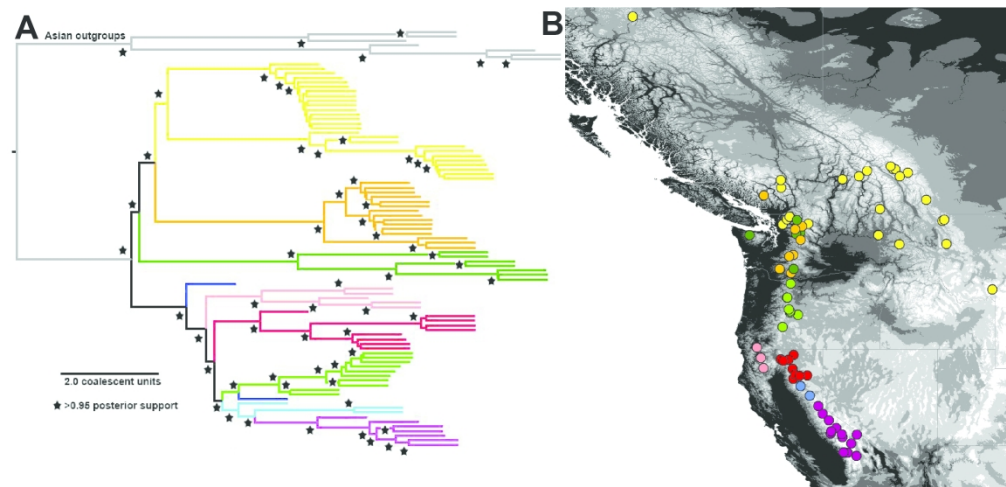 A
B
Asian outgroups
2.0 coalescent units
>0.95 posterior support